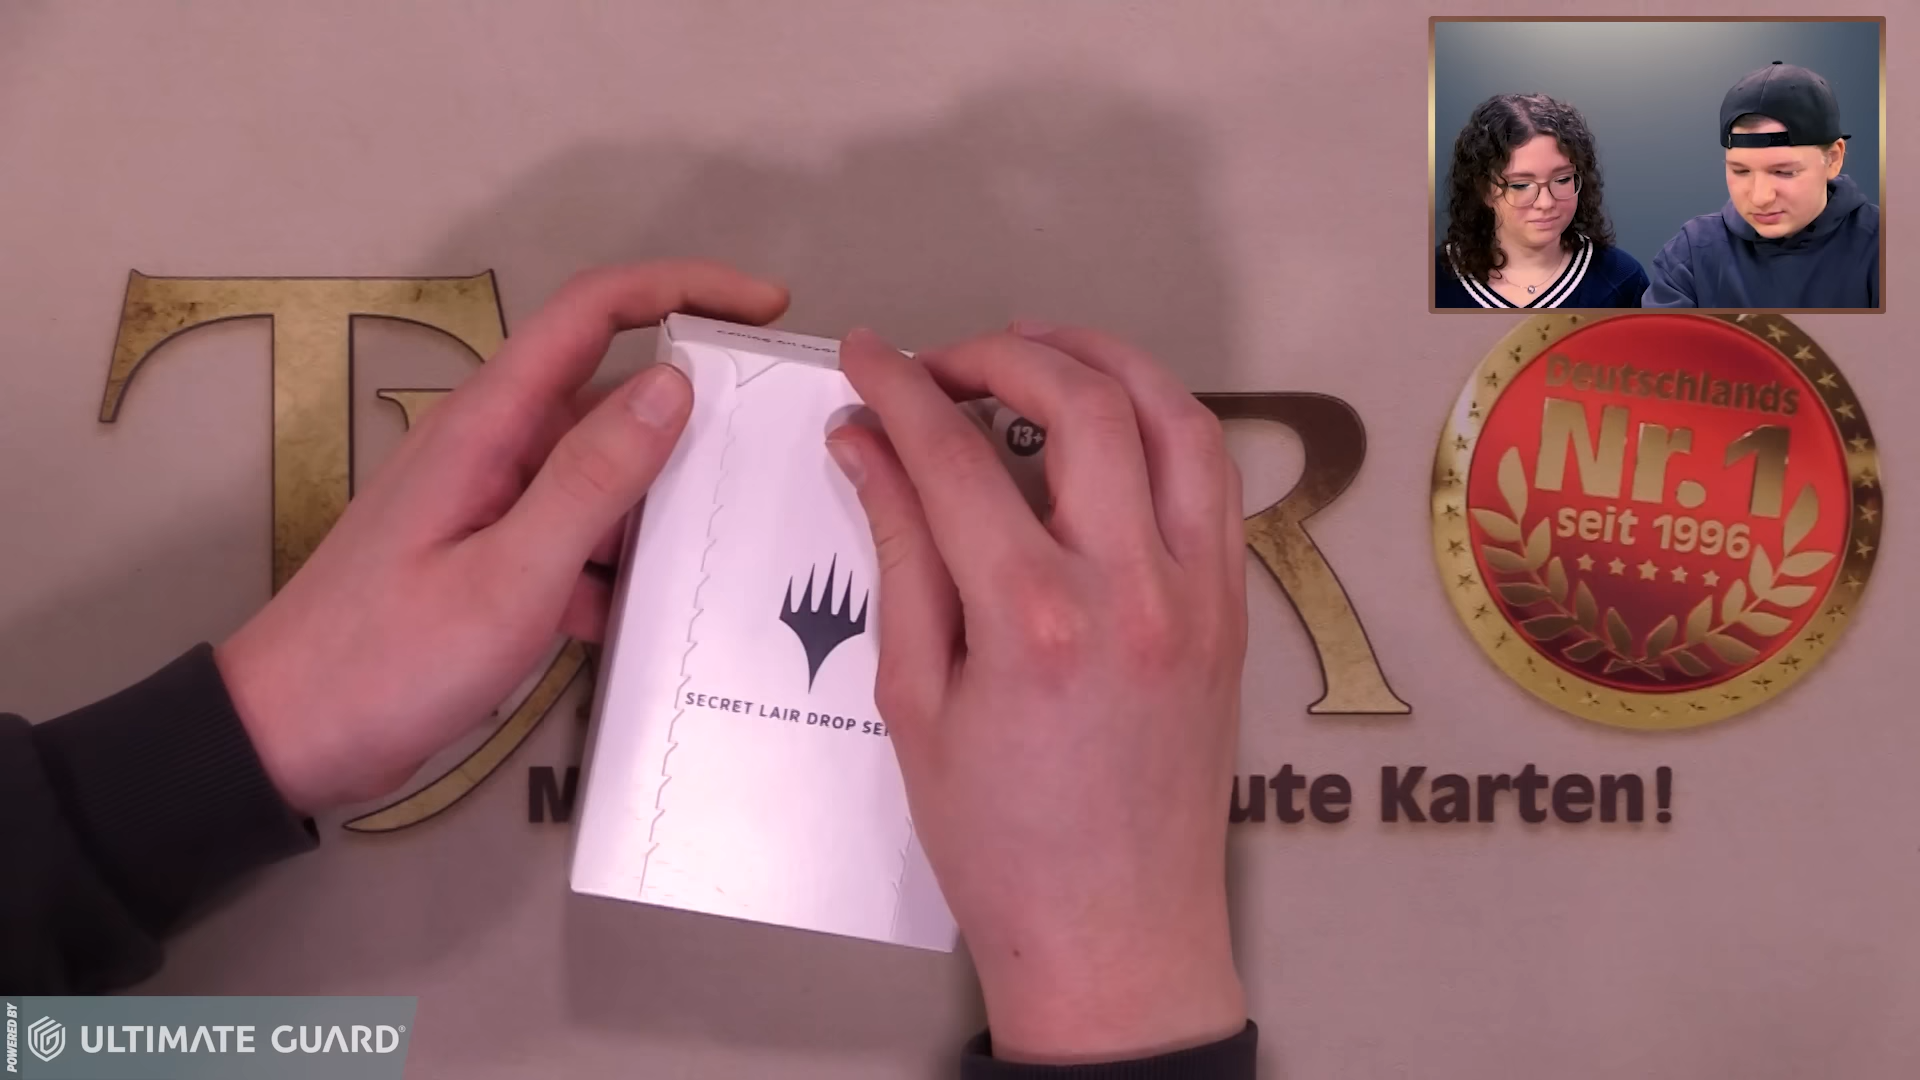 13+
Deutschlands
Nr. 1
seit 1996
SECRET LAIR DROP SE
ute Karten!
POWERED BY
ULTIMATE GUARD®